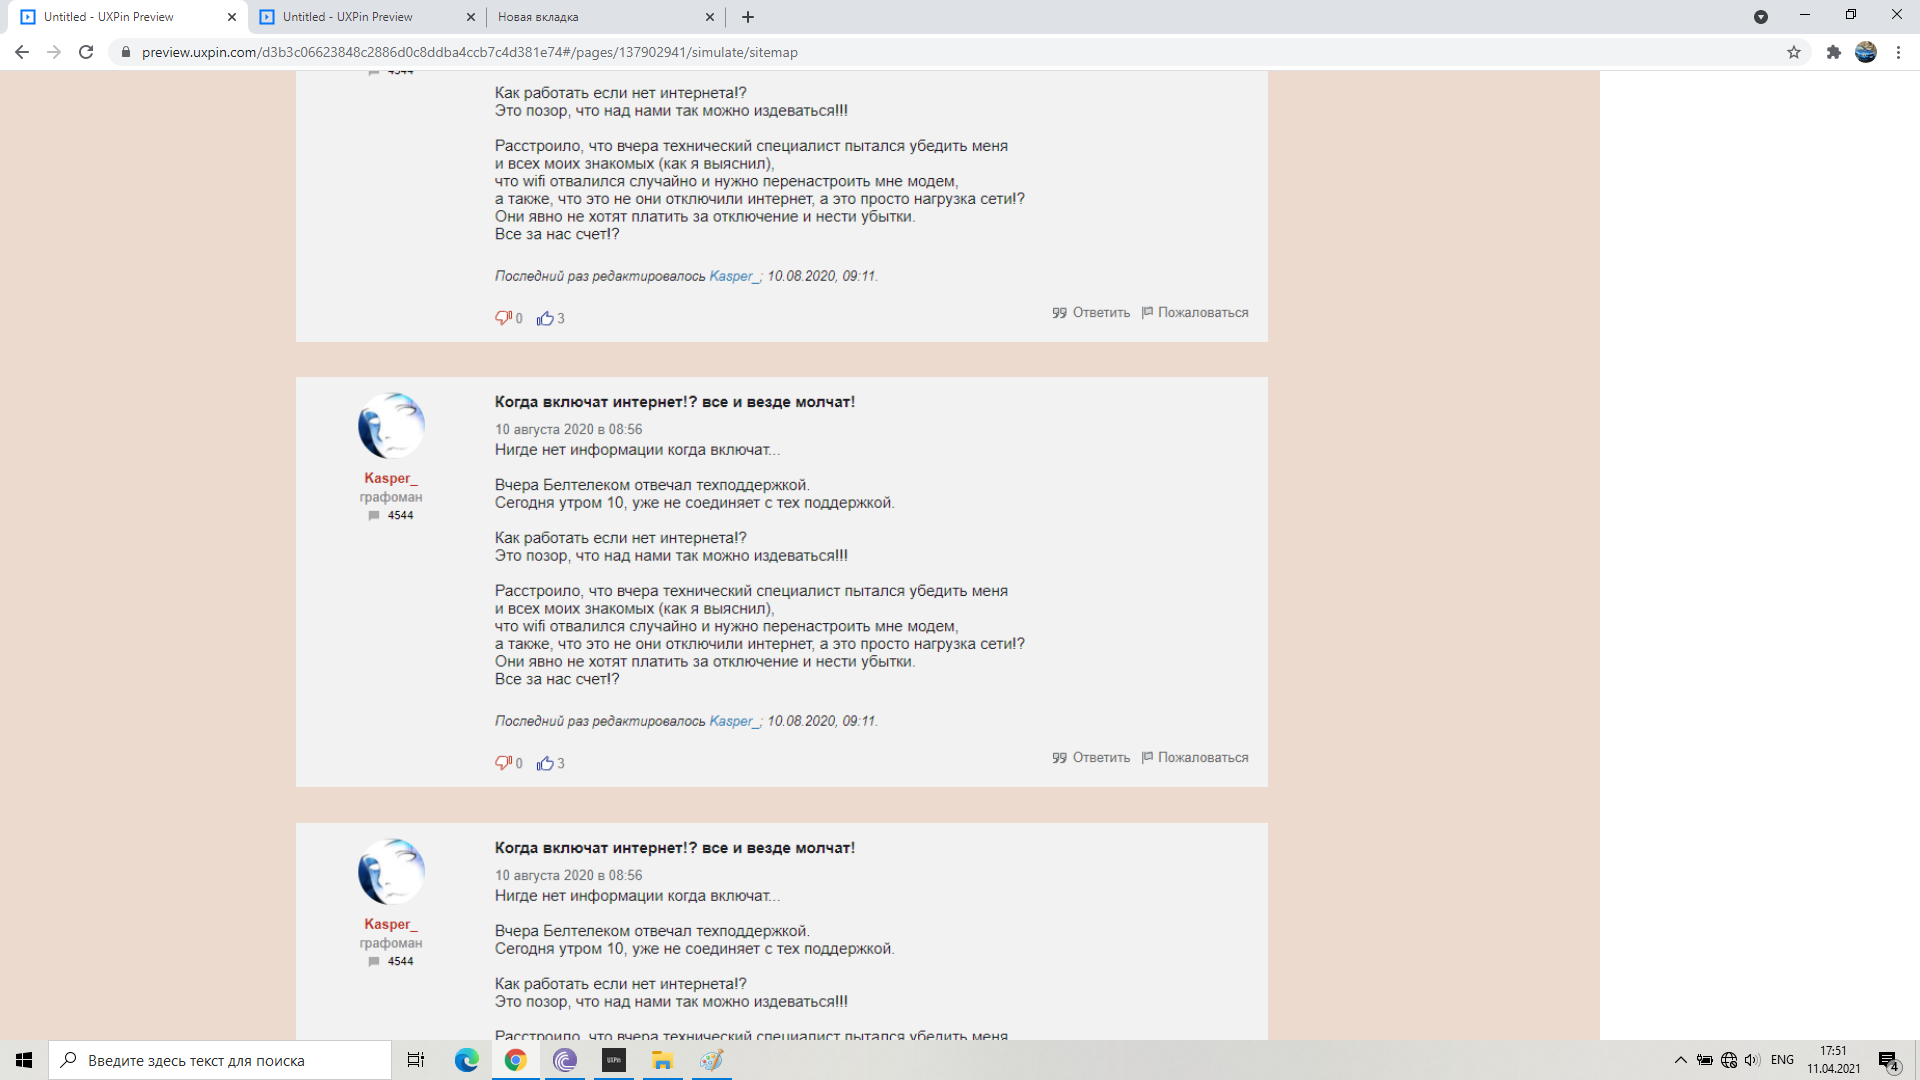 Untitled - UXPin Preview
Untitled - UXPin Preview
Новая вкладка
preview.uxpin.com/d3b3c06623848c2886d0c8ddba4ccb7c4d381e74#/pages/137902941/simulate/sitemap
4544
Как работать если нет интернета!?
Это позор, что над нами так можно издеваться!!!
Расстроило, что вчера технический специалист пытался убедить меня
и всех моих знакомых (как я выяснил),
что wifi отвалился случайно и нужно перенастроить мне модем,
а также, что это не они отключили интернет, а это просто нагрузка сети!?
Они явно не хотят платить за отключение и нести убытки.
Все за нас счет!?
Последний раз редактировалось Kasper_; 10.08.2020, 09:11.
0 3
Ответить Пожаловаться
Kasper_
графоман
4544
Когда включат интернет!? все и везде молчат!
10 августа 2020 в 08:56
Нигде нет информации когда включат...
Вчера Белтелеком отвечал техподдержкой.
Сегодня утром 10, уже не соединяет с тех поддержкой.
Как работать если нет интернета!?
Это позор, что над нами так можно издеваться!!!
Расстроило, что вчера технический специалист пытался убедить меня
и всех моих знакомых (как я выяснил),
что wifi отвалился случайно и нужно перенастроить мне модем,
а также, что это не они отключили интернет, а это просто нагрузка сети!?
Они явно не хотят платить за отключение и нести убытки.
Все за нас счет!?
Последний раз редактировалось Kasper_; 10.08.2020, 09:11.
0 3
Ответить Пожаловаться
Kasper_
графоман
4544
Когда включат интернет!? все и везде молчат!
10 августа 2020 в 08:56
Нигде нет информации когда включат...
Вчера Белтелеком отвечал техподдержкой.
Сегодня утром 10, уже не соединяет с тех поддержкой.
Как работать если нет интернета!?
Это позор, что над нами так можно издеваться!!!
Расстроило, что вчера технический специалист пытался убедить меня
Введите здесь текст для поиска
UXPin
ENG
17:51
11.04.2021
4